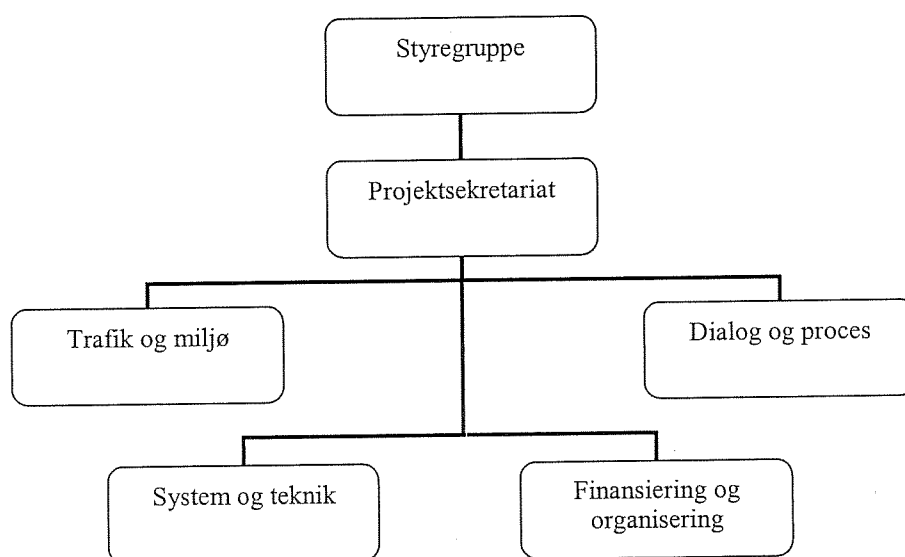 Styregruppe
Projektsekretariat
Trafik og miljø
Dialog og proces
System og teknik
Finansiering og
organisering